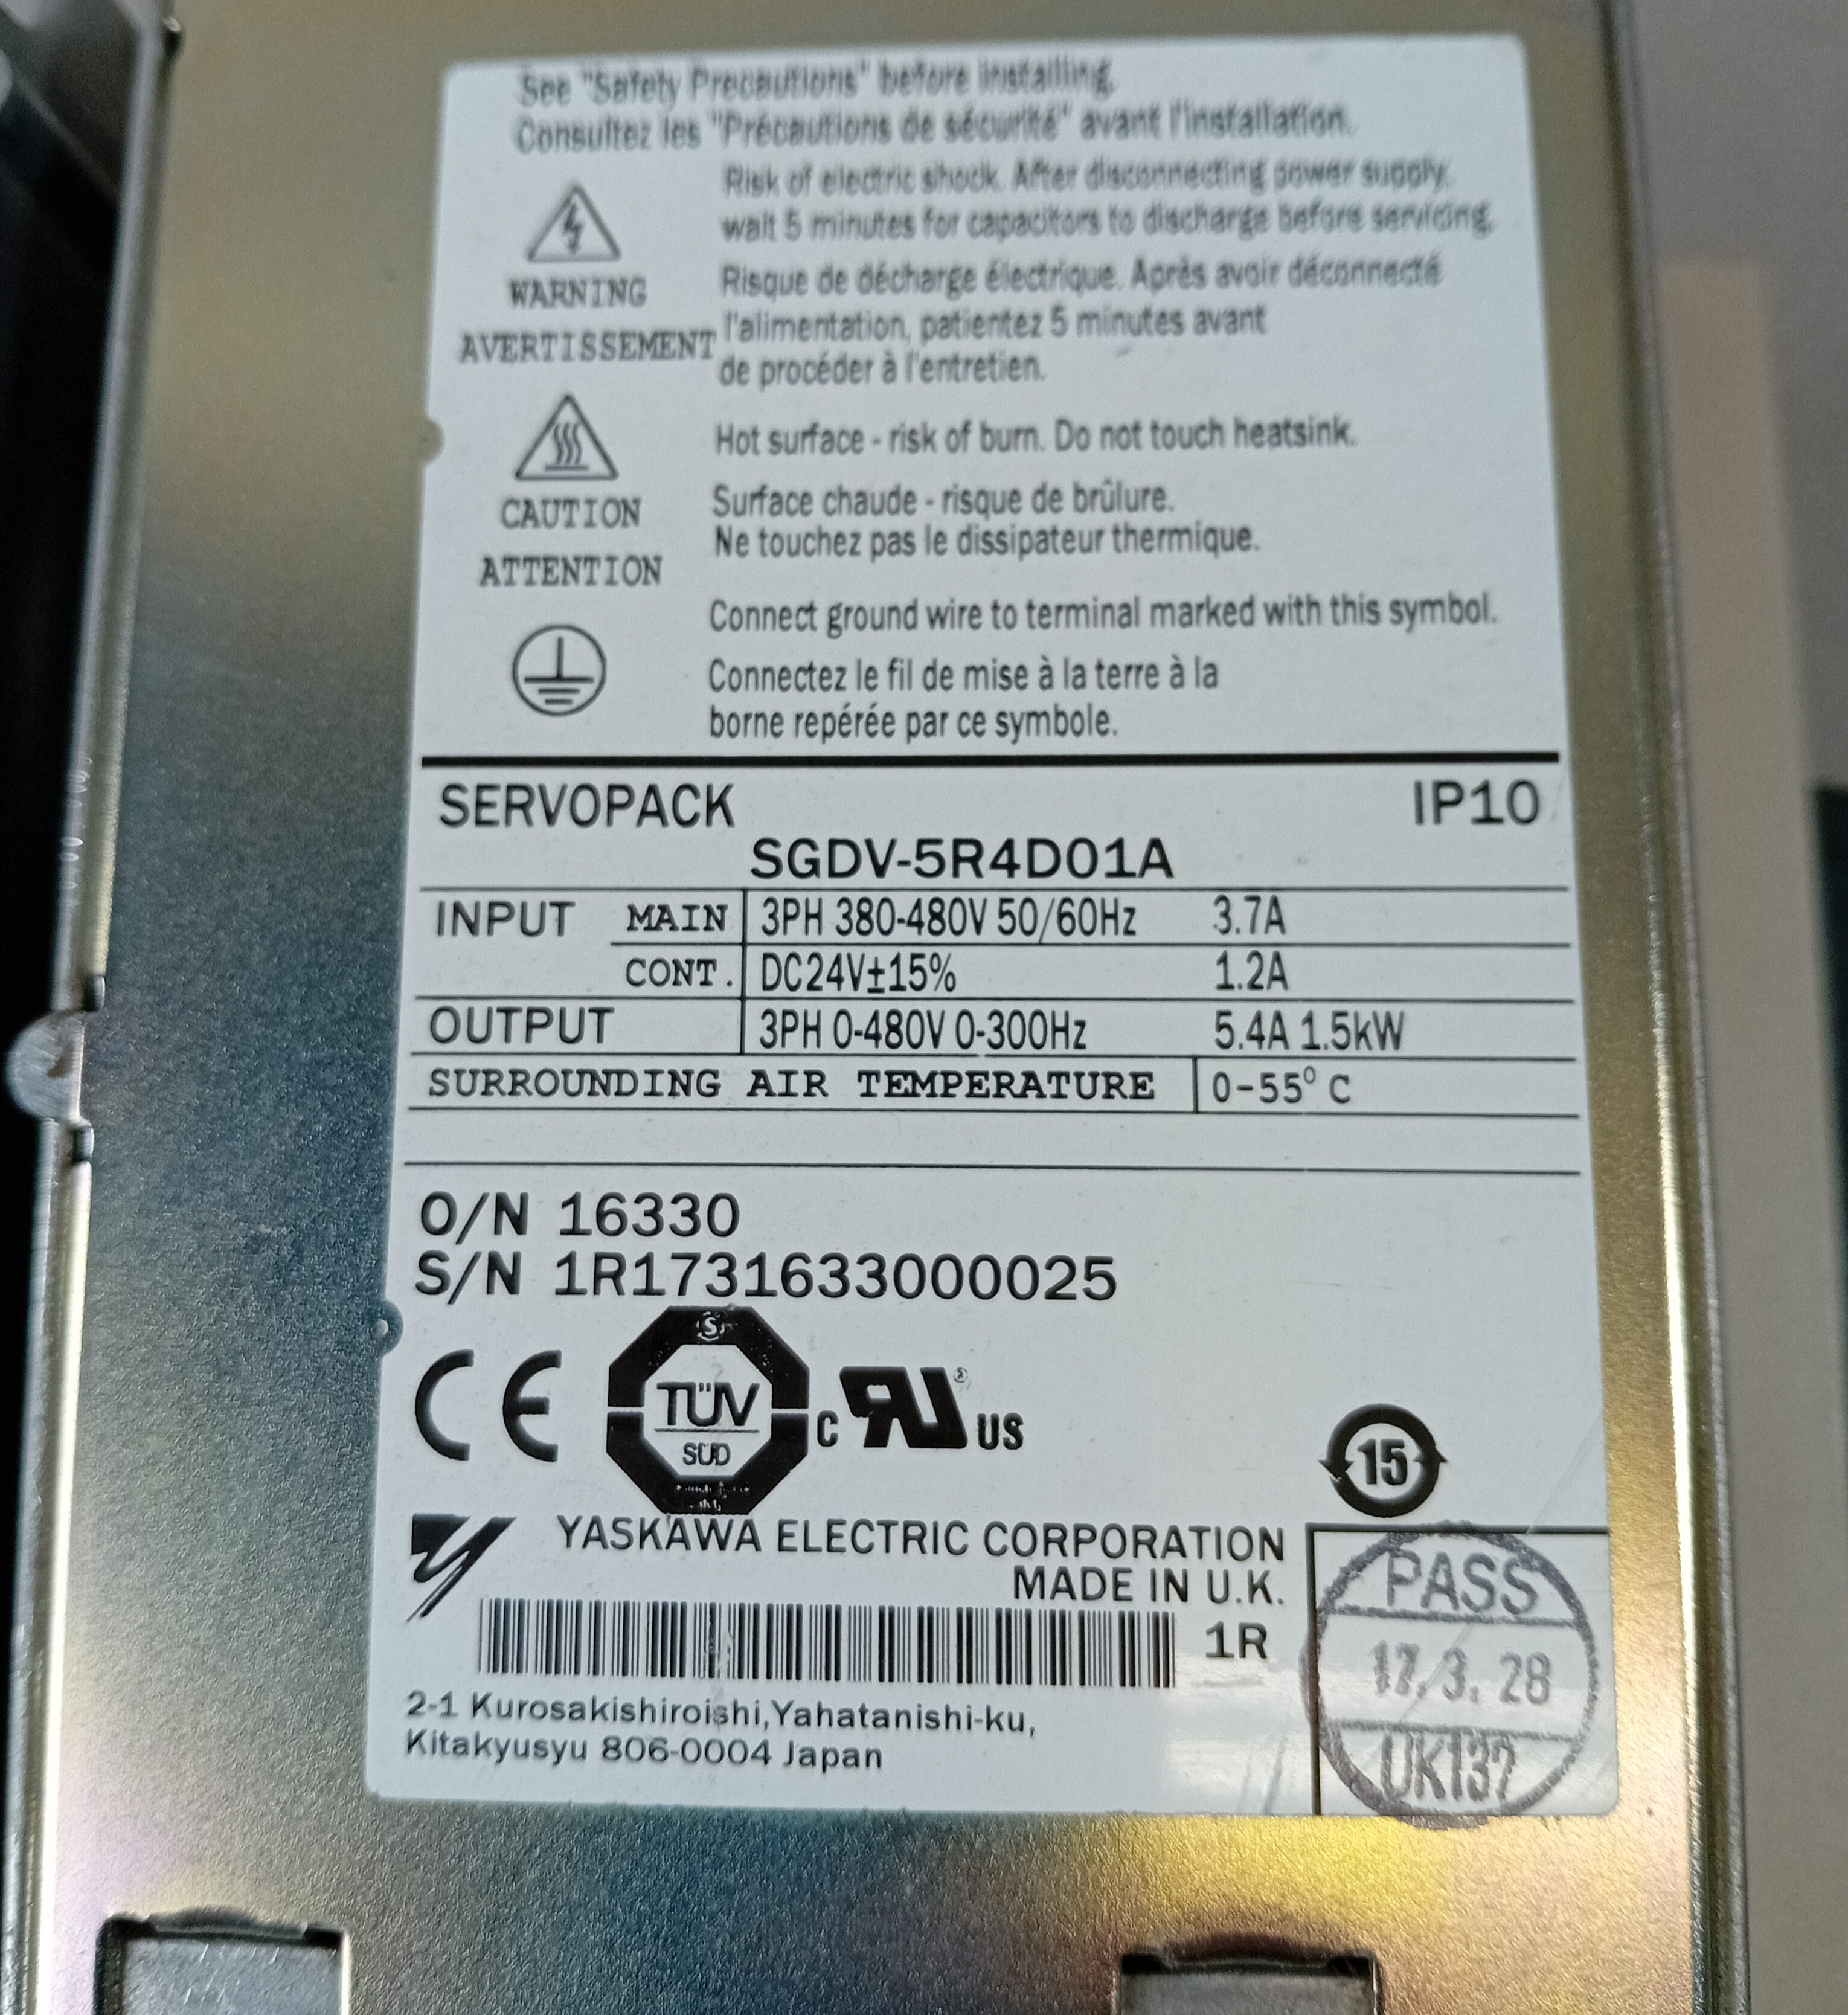 See "Safety Precautions" before installing.
Consultez les "Précautions de sécurité" avant l'installation.
Risk of electric shock. After disconnecting power supply,
wait 5 minutes for capacitors to discharge before servicing.
WARNING
AVERTISSEMENT
Risque de décharge électrique. Après avoir déconnecté
l'alimentation, patientez 5 minutes avant
de procéder à l'entretien.
Hot surface - risk of burn. Do not touch heatsink.
CAUTION
ATTENTION
Surface chaude - risque de brûlure.
Ne touchez pas le dissipateur thermique.
Connect ground wire to terminal marked with this symbol.
Connectez le fil de mise à la terre à la
borne repérée par ce symbole.
SERVOPACK IP10
SGDV-5R4D01A
INPUT MAIN 3PH 380-480V 50/60Hz 3.7A
CONT. DC24V±15% 1.2A
OUTPUT 3PH 0-480V 0-300Hz 5.4A 1.5kW
SURROUNDING AIR TEMPERATURE 0-55° C
O/N 16330
S/N 1R1731633000025
CE TÜV SÜD C RU US
15
YASKAWA ELECTRIC CORPORATION
MADE IN U.K.
1R
2-1 Kurosakishiroishi,Yahatanishi-ku,
Kitakyusyu 806-0004 Japan
PASS
17. 3. 28
UK137